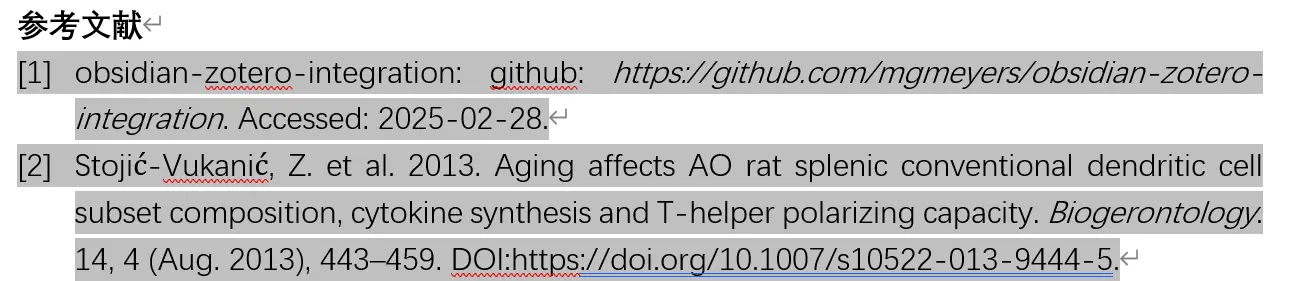 参考文献
[1] obsidian-zotero-integration: github: https://github.com/mgmeyers/obsidian-zotero-
integration. Accessed: 2025-02-28.
[2] Stojić-Vukanić, Z. et al. 2013. Aging affects AO rat splenic conventional dendritic cell
subset composition, cytokine synthesis and T-helper polarizing capacity. Biogerontology.
14, 4 (Aug. 2013), 443–459. DOI:https://doi.org/10.1007/s10522-013-9444-5.